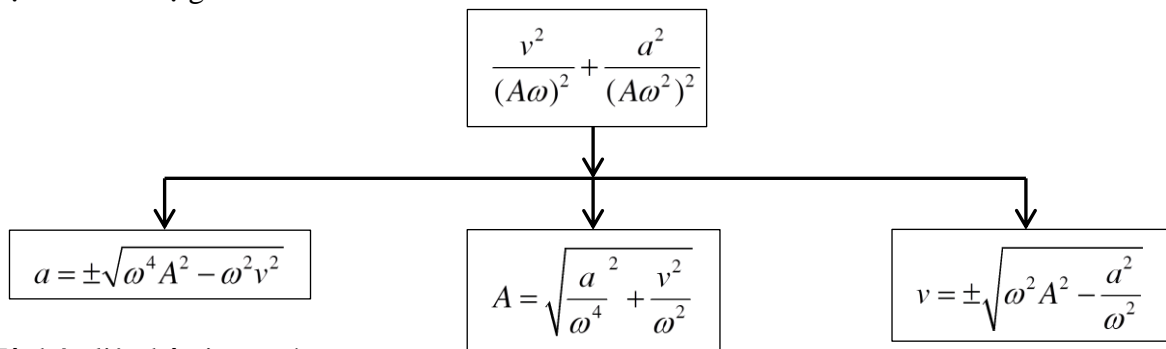 v²/(Aω)² + a²/(Aω²)²
a = ±√(ω⁴A² − ω²v²)
A = √(a²/ω⁴ + v²/ω²)
v = ±√(ω²A² − a²/ω²)